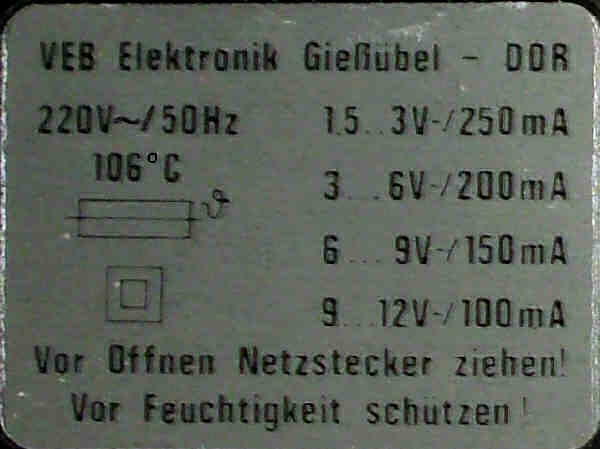 VEB Elektronik Gießübel - DDR
220V~/50Hz
106°C
ϑ
1,5...3V-/250mA
3...6V-/200mA
6...9V-/150mA
9...12V-/100mA
Vor Öffnen Netzstecker ziehen!
Vor Feuchtigkeit schützen!